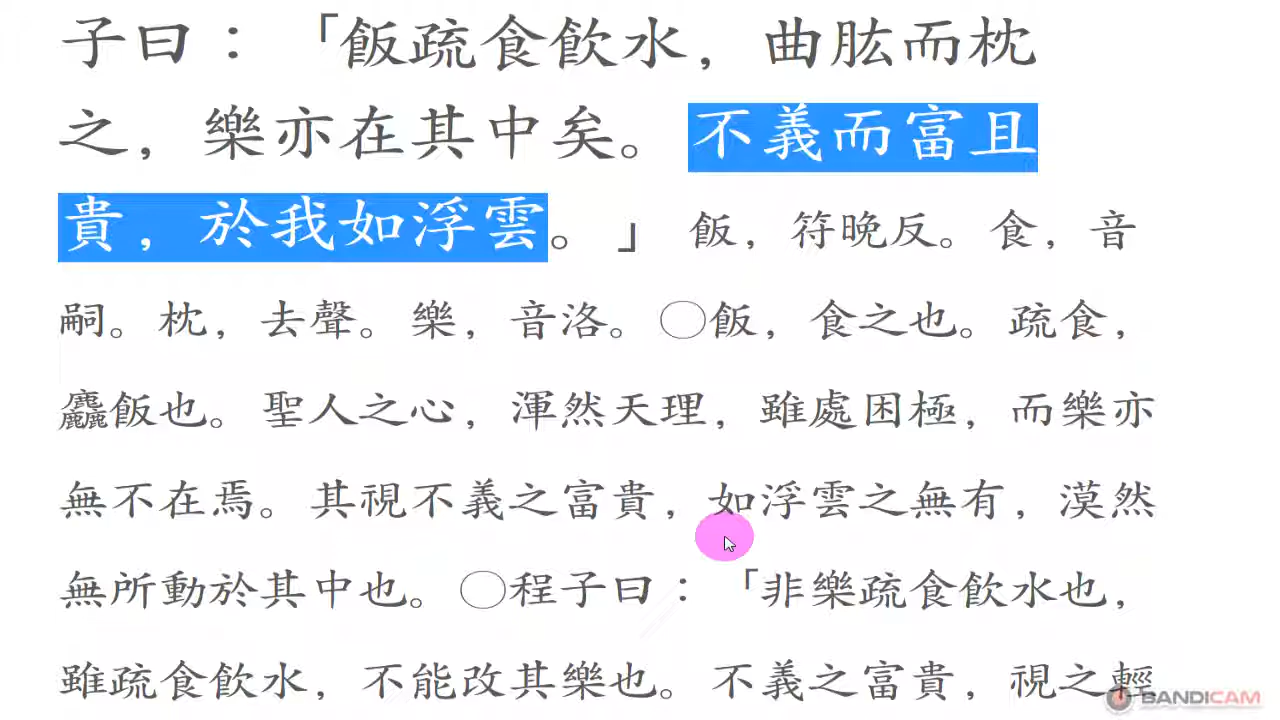 子曰：「飯疏食飲水，曲肱而枕
之，樂亦在其中矣。不義而富且
貴，於我如浮雲。」飯，符晚反。食，音
嗣。枕，去聲。樂，音洛。◯飯，食之也。疏食，
麤飯也。聖人之心，渾然天理，雖處困極，而樂亦
無不在焉。其視不義之富貴，如浮雲之無有，漠然
無所動於其中也。◯程子曰：「非樂疏食飲水也，
雖疏食飲水，不能改其樂也。不義之富貴，視之輕
BANDICAM